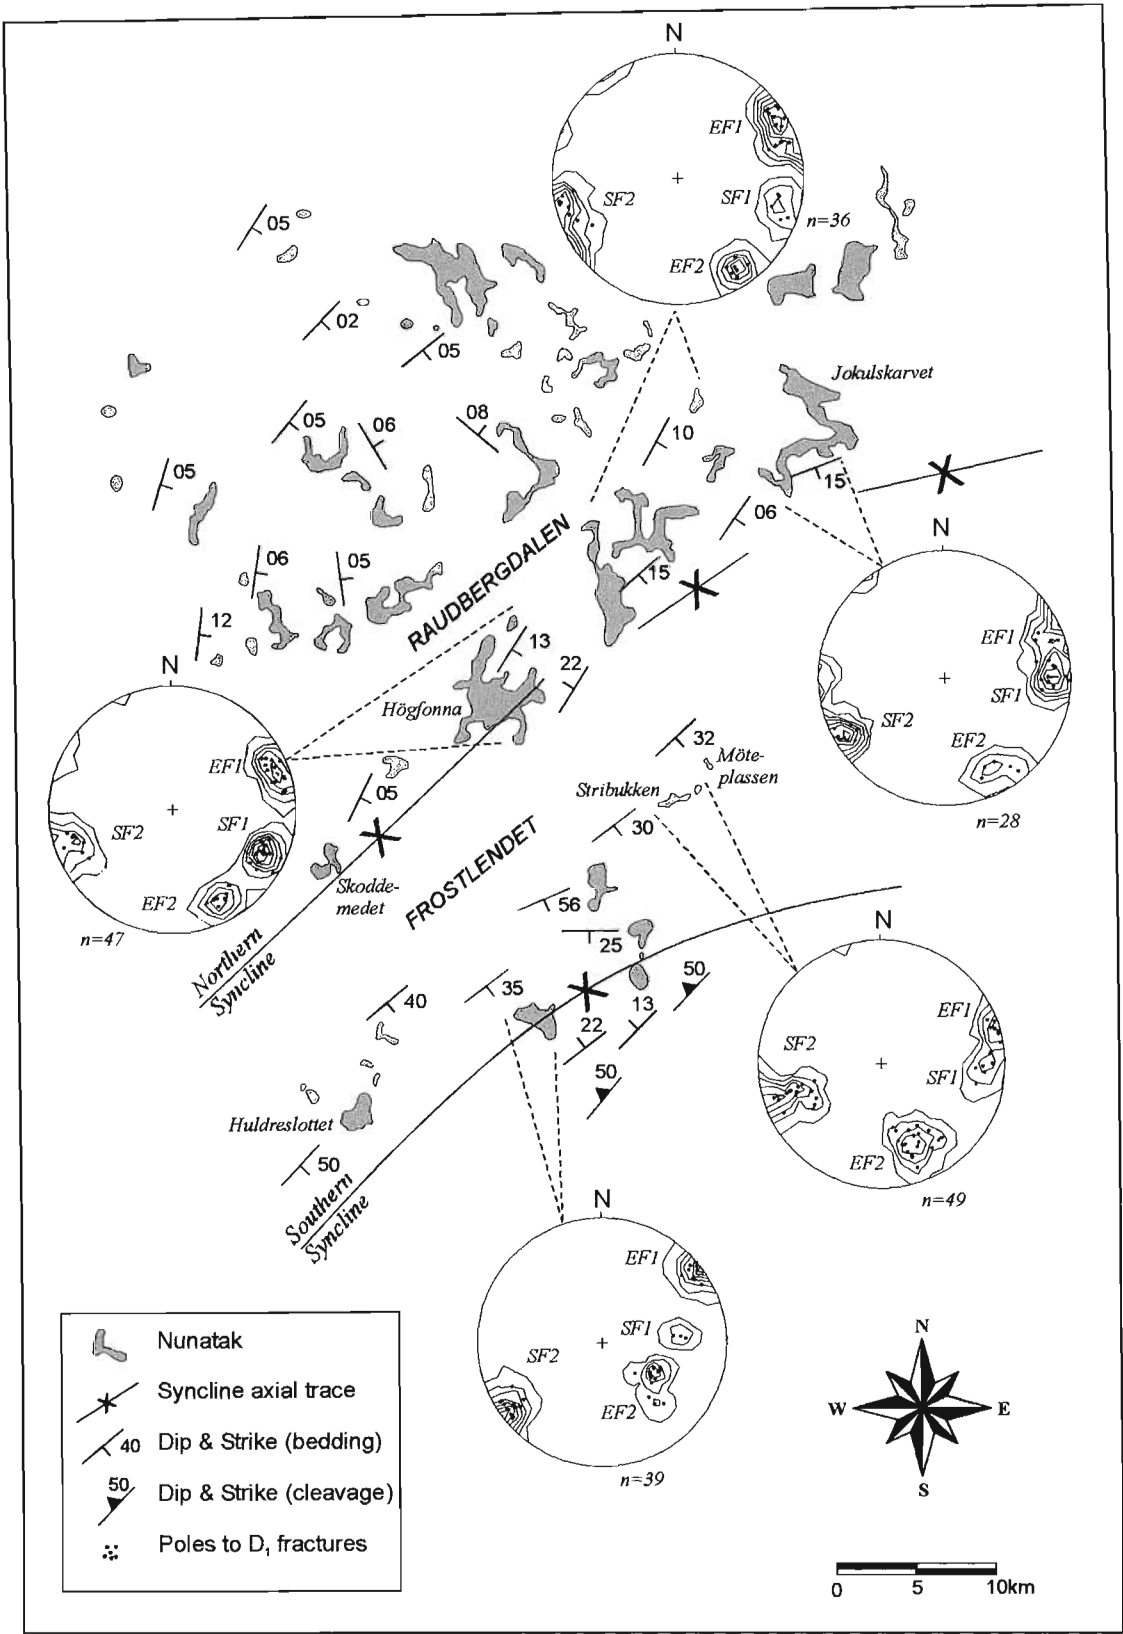 N
EF1
SF2
SF1
n=36
EF2
05
02
05
Jokulskarvet
05
06
08
10
05
15
06
N
RAUDBERGDALEN
06
05
15
12
13
22
EF1
SF1
SF2
EF2
n=28
N
Högfonna
EF1
SF2
SF1
EF2
n=47
32
Möte-
plassen
Stribukken
05
30
FROSTLENDET
Skodde-
medet
56
25
N
Northern
Syncline
35
40
50
13
22
50
EF1
SF2
SF1
EF2
n=49
Huldreslottet
50
Southern
Syncline
N
EF1
SF1
SF2
EF2
n=39
Nunatak
Syncline axial trace
40 Dip & Strike (bedding)
50 Dip & Strike (cleavage)
Poles to D₁ fractures
N
W E
S
0 5 10km